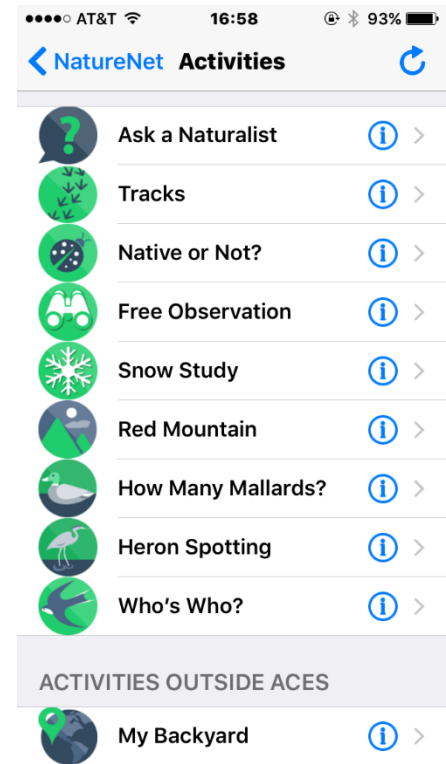 AT&T 16:58 93%
NatureNet Activities
Ask a Naturalist
Tracks
Native or Not?
Free Observation
Snow Study
Red Mountain
How Many Mallards?
Heron Spotting
Who's Who?
ACTIVITIES OUTSIDE ACES
My Backyard